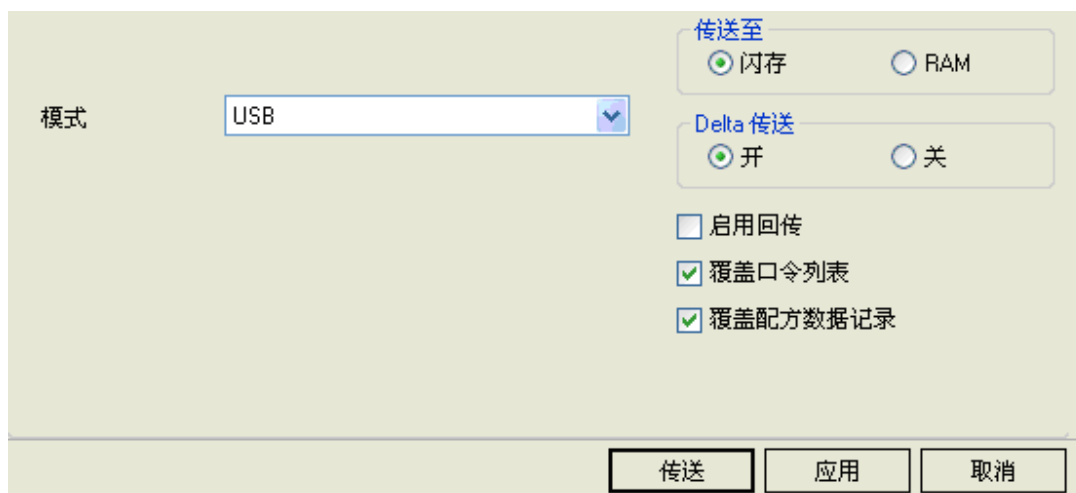 传送至
闪存 RAM
模式 USB
Delta 传送
开 关
启用回传
覆盖口令列表
覆盖配方数据记录
传送 应用 取消